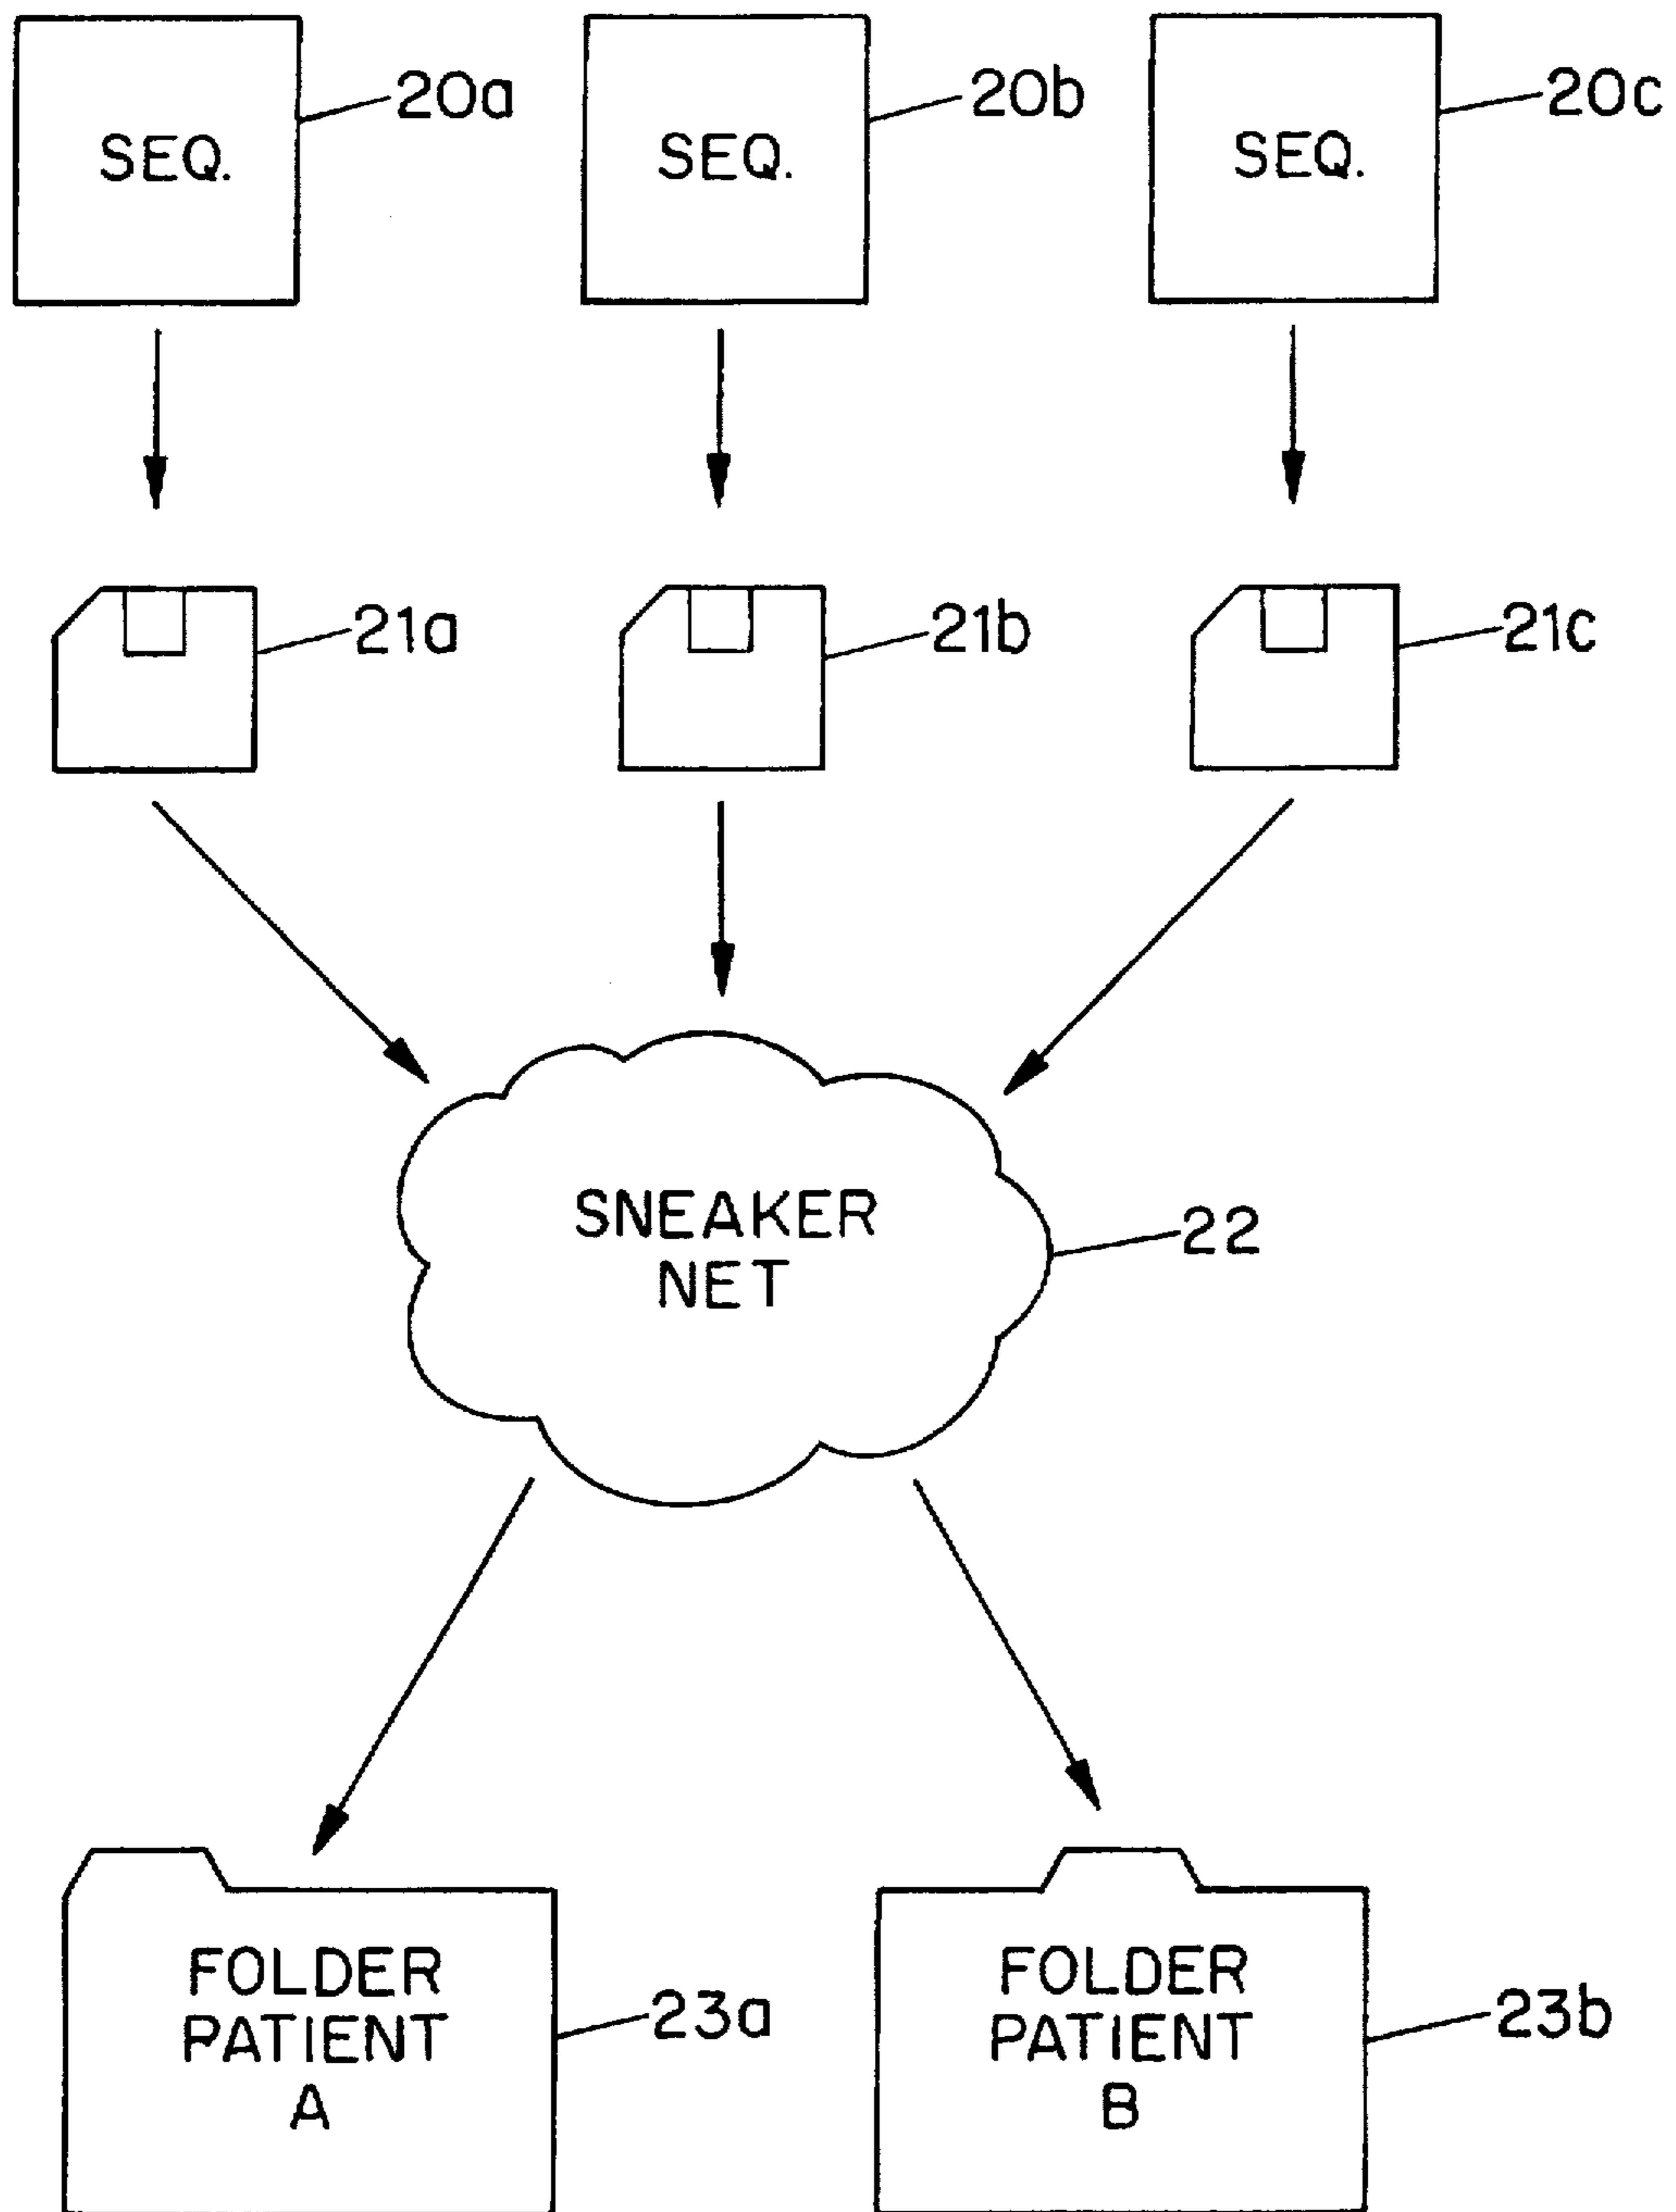 20a
20b
20c
SEQ.
SEQ.
SEQ.
21a
21b
21c
SNEAKER
NET
22
FOLDER
PATIENT
A
23a
FOLDER
PATIENT
B
23b